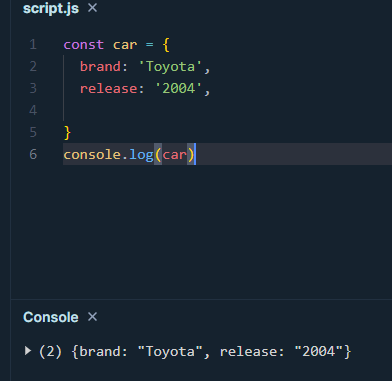 script.js ×
1 const car = {
2 brand: 'Toyota',
3 release: '2004',
4
5 }
6 console.log(car)
Console ×
▶ (2) {brand: "Toyota", release: "2004"}